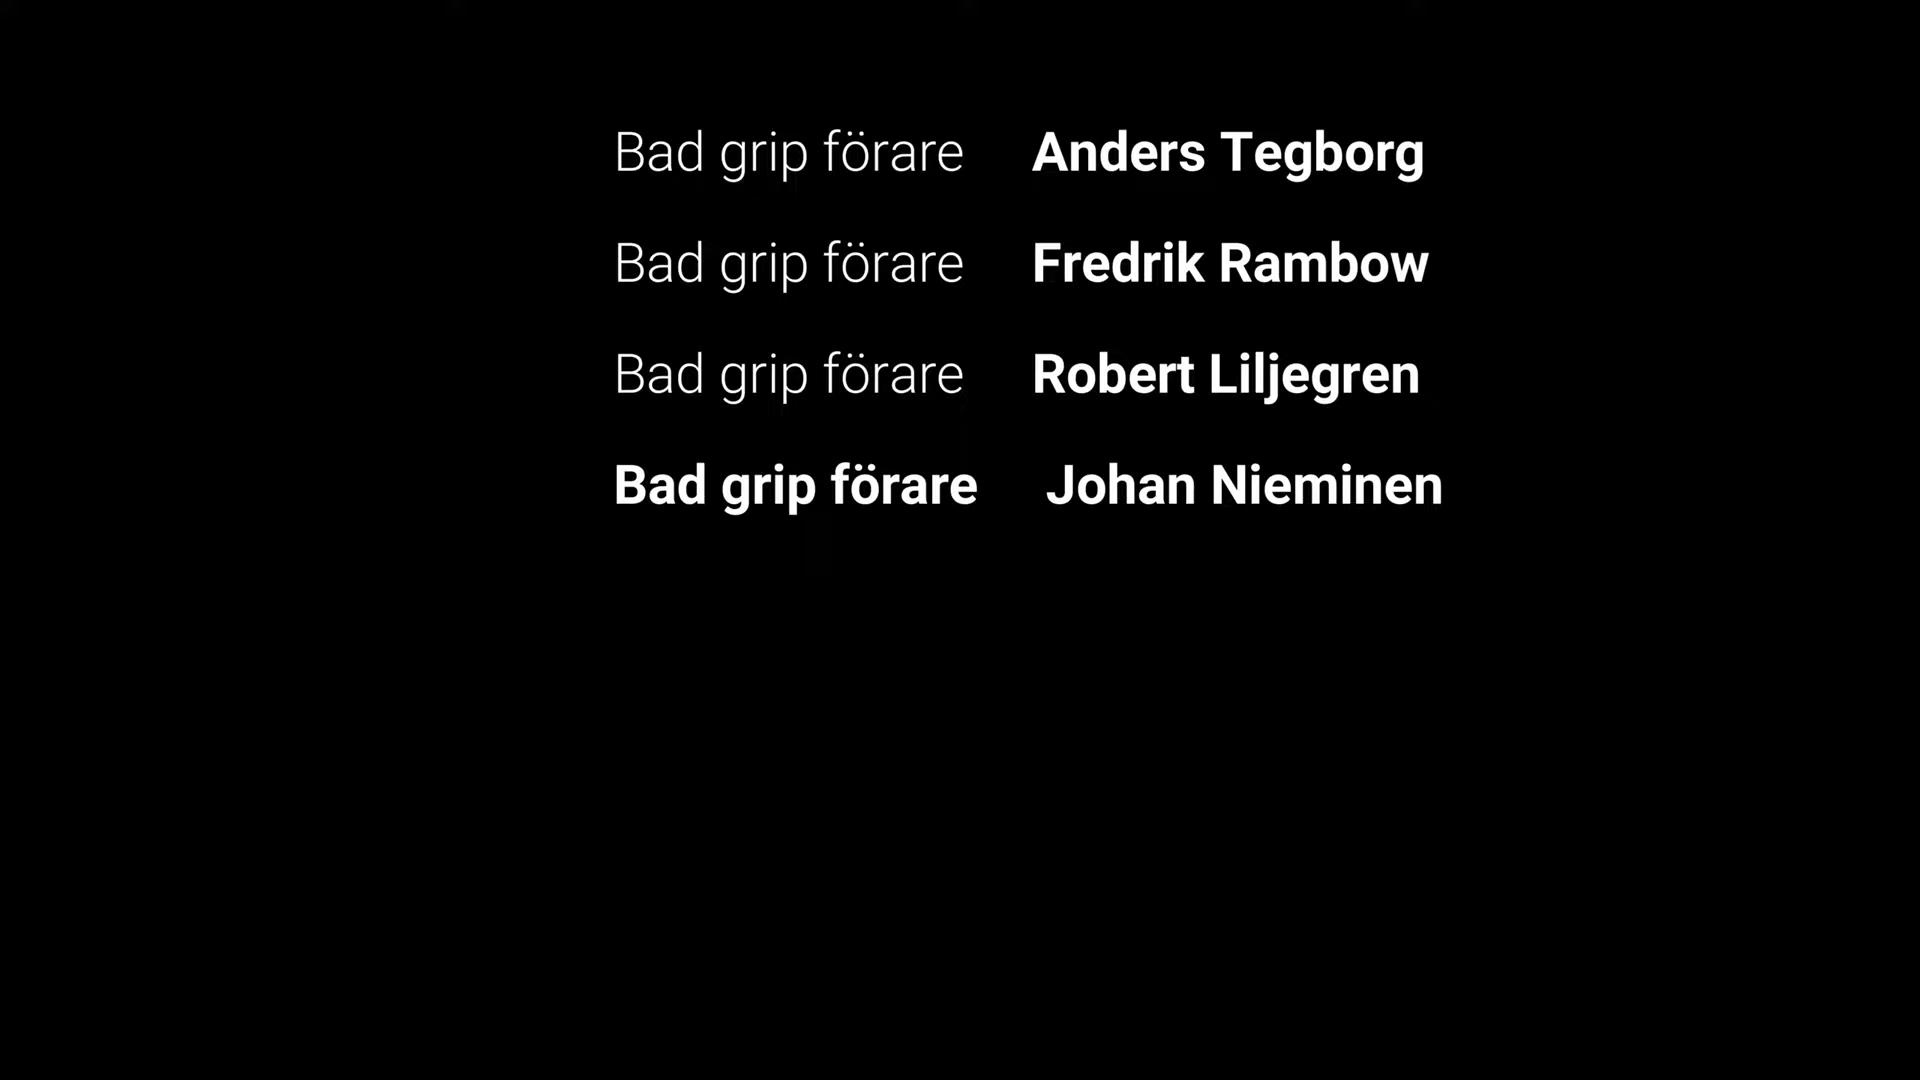 Bad grip förare Anders Tegborg
Bad grip förare Fredrik Rambow
Bad grip förare Robert Liljegren
Bad grip förare Johan Nieminen